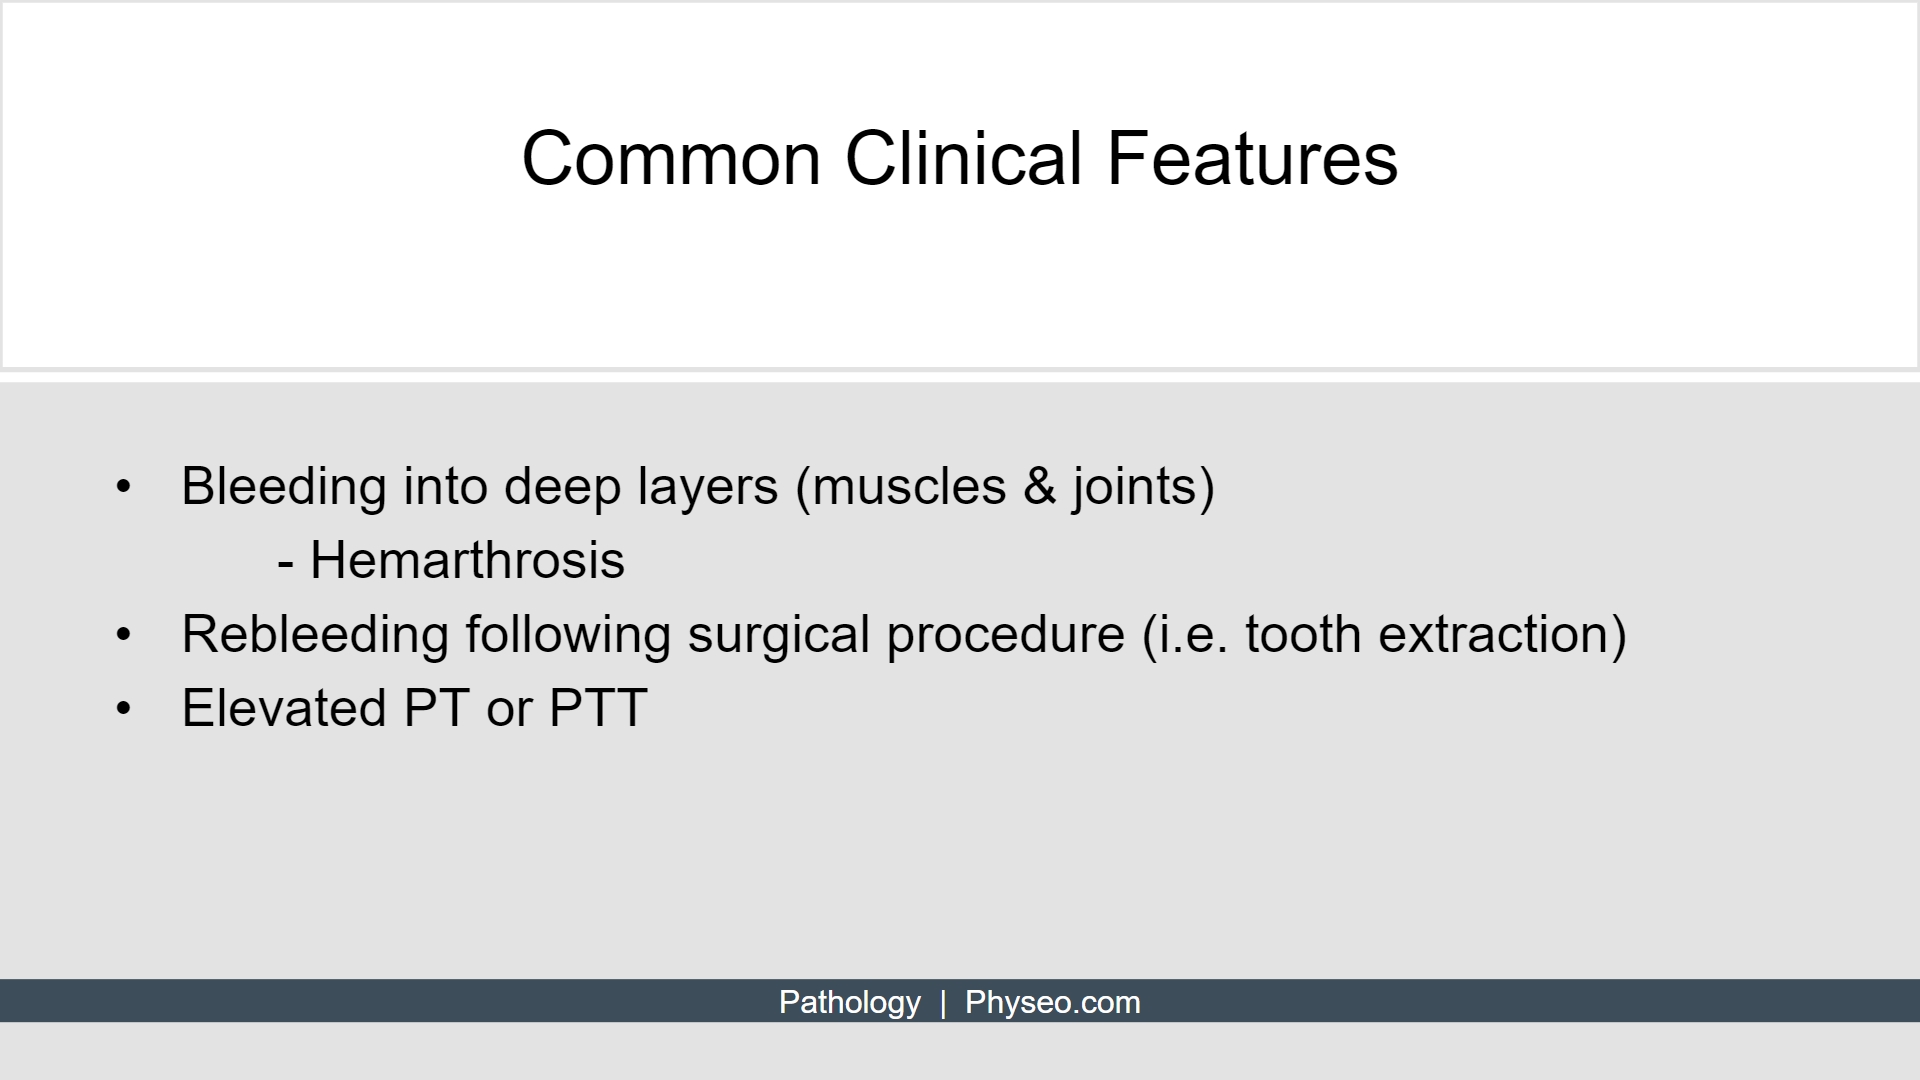 Common Clinical Features
• Bleeding into deep layers (muscles & joints)
- Hemarthrosis
• Rebleeding following surgical procedure (i.e. tooth extraction)
• Elevated PT or PTT
Pathology | Physeo.com